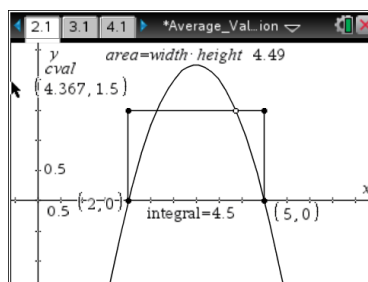 2.1 3.1 4.1 *Average_Val...ion
y area=width· height 4.49
cval
(4.367, 1.5)
0.5
x
0.5 (2,0) integral=4.5 (5,0)